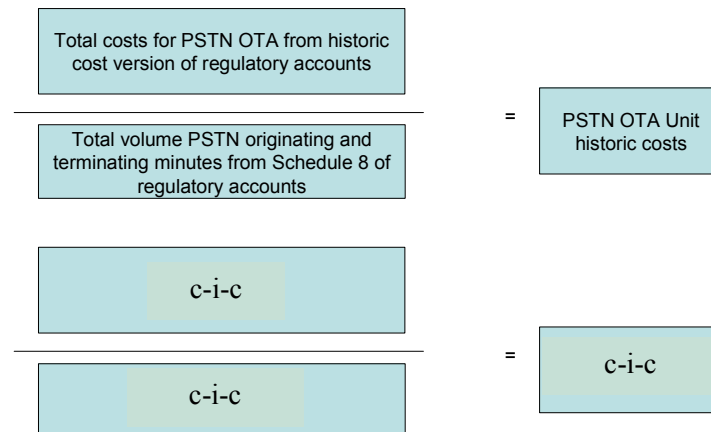 Total costs for PSTN OTA from historic
cost version of regulatory accounts
=
PSTN OTA Unit
historic costs
Total volume PSTN originating and
terminating minutes from Schedule 8 of
regulatory accounts
c-i-c
=
c-i-c
c-i-c